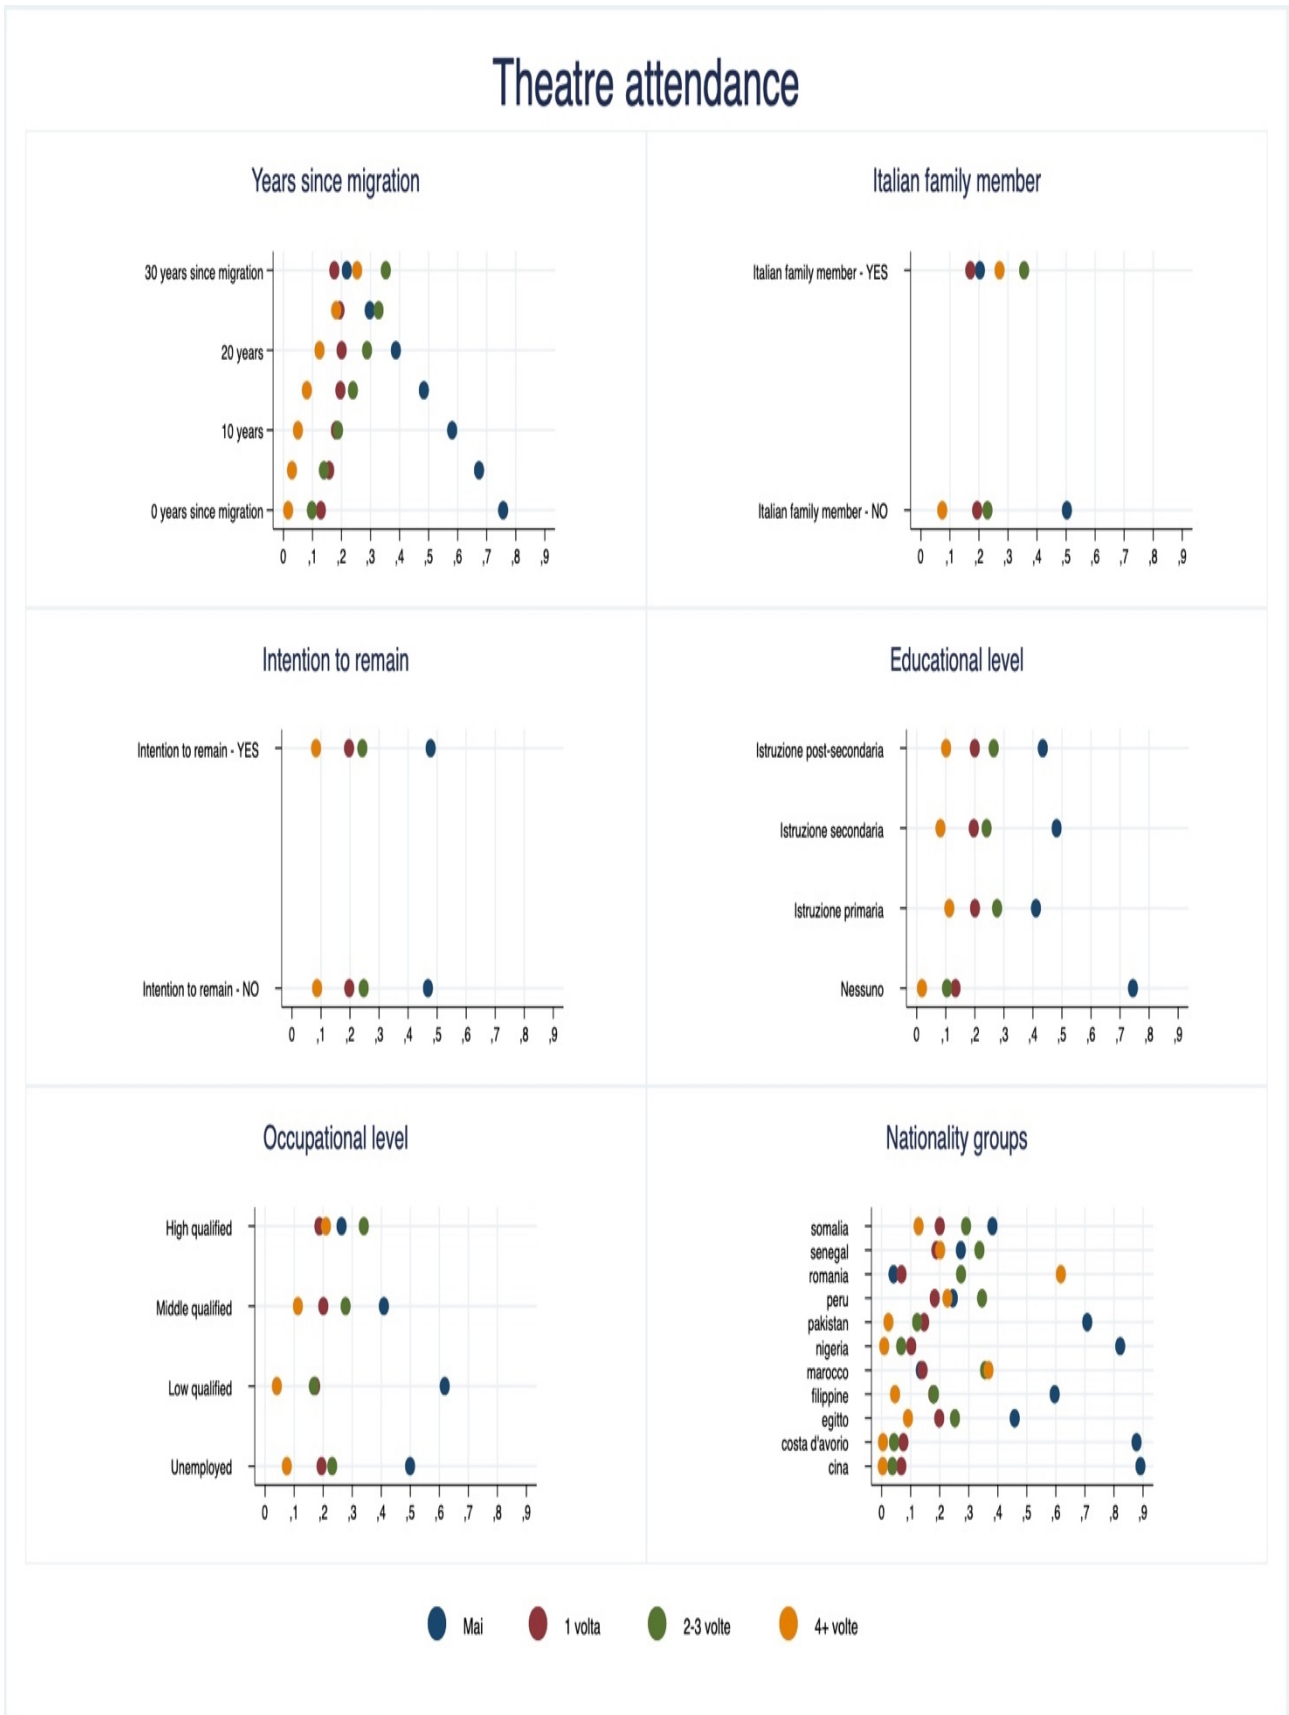 Theatre attendance
Years since migration
30 years since migration
20 years
10 years
0 years since migration
0 ,1 ,2 ,3 ,4 ,5 ,6 ,7 ,8 ,9
Italian family member
Italian family member - YES
Italian family member - NO
0 ,1 ,2 ,3 ,4 ,5 ,6 ,7 ,8 ,9
Intention to remain
Intention to remain - YES
Intention to remain - NO
0 ,1 ,2 ,3 ,4 ,5 ,6 ,7 ,8 ,9
Educational level
Istruzione post-secondaria
Istruzione secondaria
Istruzione primaria
Nessuno
0 ,1 ,2 ,3 ,4 ,5 ,6 ,7 ,8 ,9
Occupational level
High qualified
Middle qualified
Low qualified
Unemployed
0 ,1 ,2 ,3 ,4 ,5 ,6 ,7 ,8 ,9
Nationality groups
somalia
senegal
romania
peru
pakistan
nigeria
marocco
filippine
egitto
costa d'avorio
cina
0 ,1 ,2 ,3 ,4 ,5 ,6 ,7 ,8 ,9
Mai 1 volta 2-3 volte 4+ volte